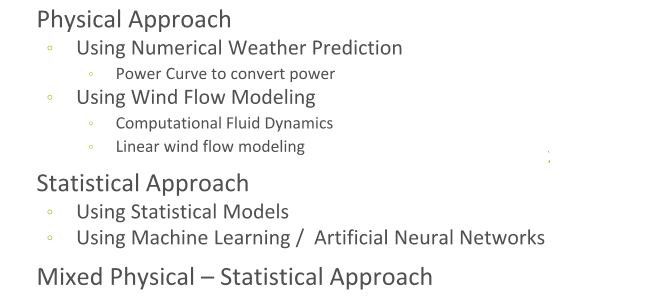 Physical Approach
Using Numerical Weather Prediction
Power Curve to convert power
Using Wind Flow Modeling
Computational Fluid Dynamics
Linear wind flow modeling
Statistical Approach
Using Statistical Models
Using Machine Learning / Artificial Neural Networks
Mixed Physical – Statistical Approach